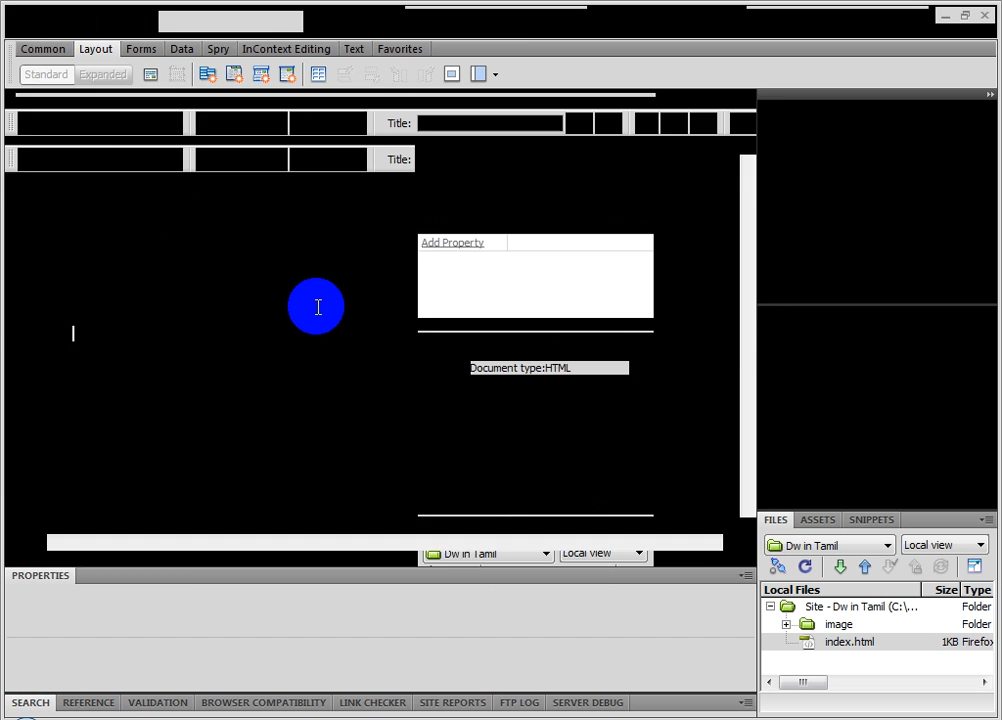 Common Layout Forms Data Spry InContext Editing Text Favorites
Standard Expanded
Title:
Title:
Add Property
Document type:HTML
Dw in Tamil Local view
PROPERTIES
SEARCH REFERENCE VALIDATION BROWSER COMPATIBILITY LINK CHECKER SITE REPORTS FTP LOG SERVER DEBUG
FILES ASSETS SNIPPETS
Dw in Tamil Local view
Local Files Size Type
Site - Dw in Tamil (C:\... Folder
image Folder
index.html 1KB Firefox